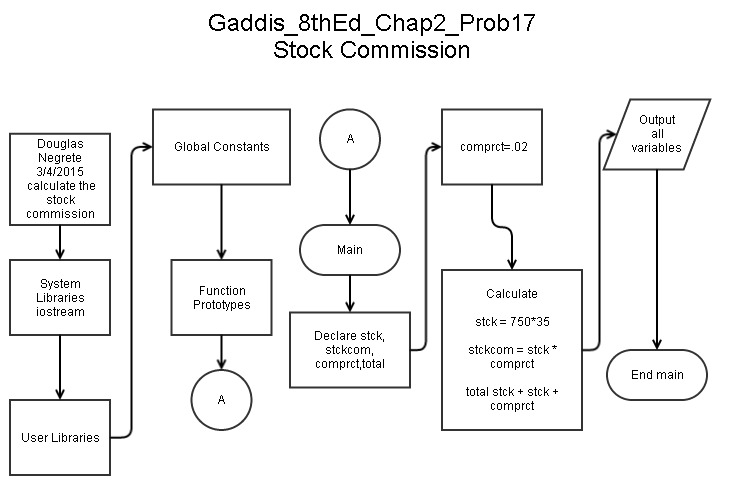 Gaddis_8thEd_Chap2_Prob17
Stock Commission
Douglas
Negrete
3/4/2015
calculate the
stock
commission
System
Libraries
iostream
User Libraries
Global Constants
Function
Prototypes
A
A
Main
Declare stck,
stckcom,
comprct,total
comprct=.02
Calculate
stck = 750*35
stckcom = stck *
comprct
total stck + stck +
comprct
Output
all
variables
End main